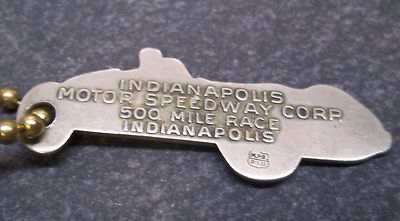 INDIANAPOLIS
MOTOR SPEEDWAY CORP.
500 MILE RACE
INDIANAPOLIS